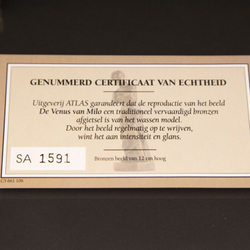 GENUMMERD CERTIFICAAT VAN ECHTHEID
Uitgeverij ATLAS garandeert dat de reproductie van het beeld
De Venus van Milo een traditioneel vervaardigd bronzen
afgietsel is van het wassen model.
Door het beeld regelmatig op te wrijven,
wint het aan intensiteit en glans.
SA 1591
Bronzen beeld van 12 cm hoog